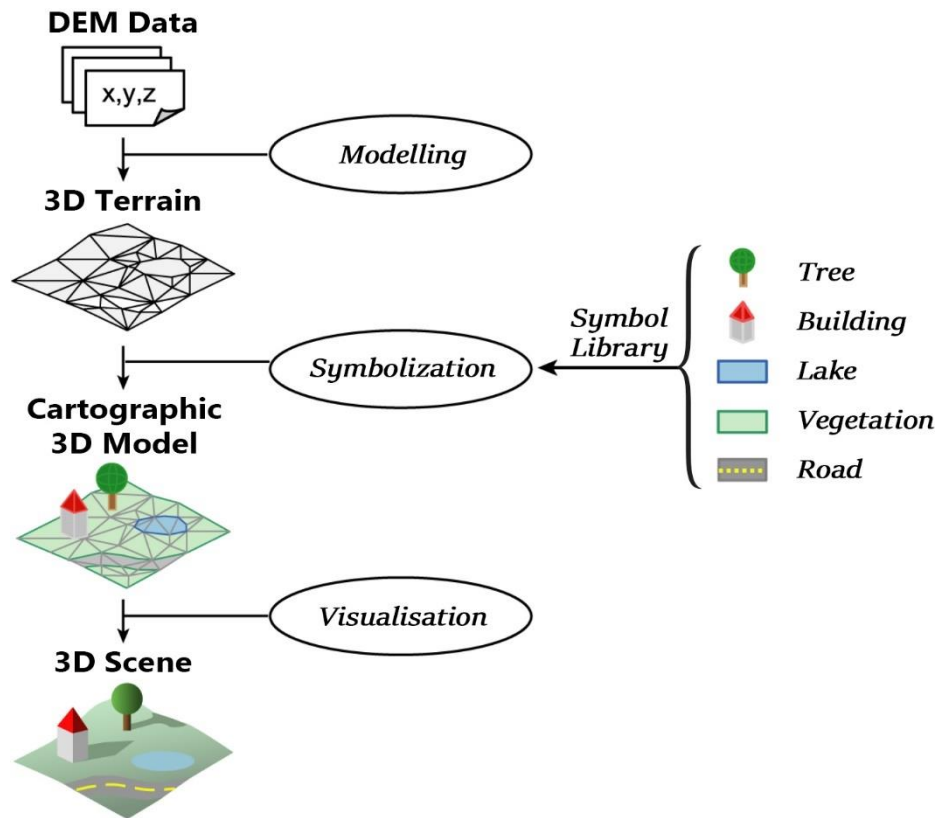 DEM Data
x,y,z
Modelling
3D Terrain
Symbol
Library
Tree
Building
Lake
Vegetation
Road
Symbolization
Cartographic
3D Model
Visualisation
3D Scene